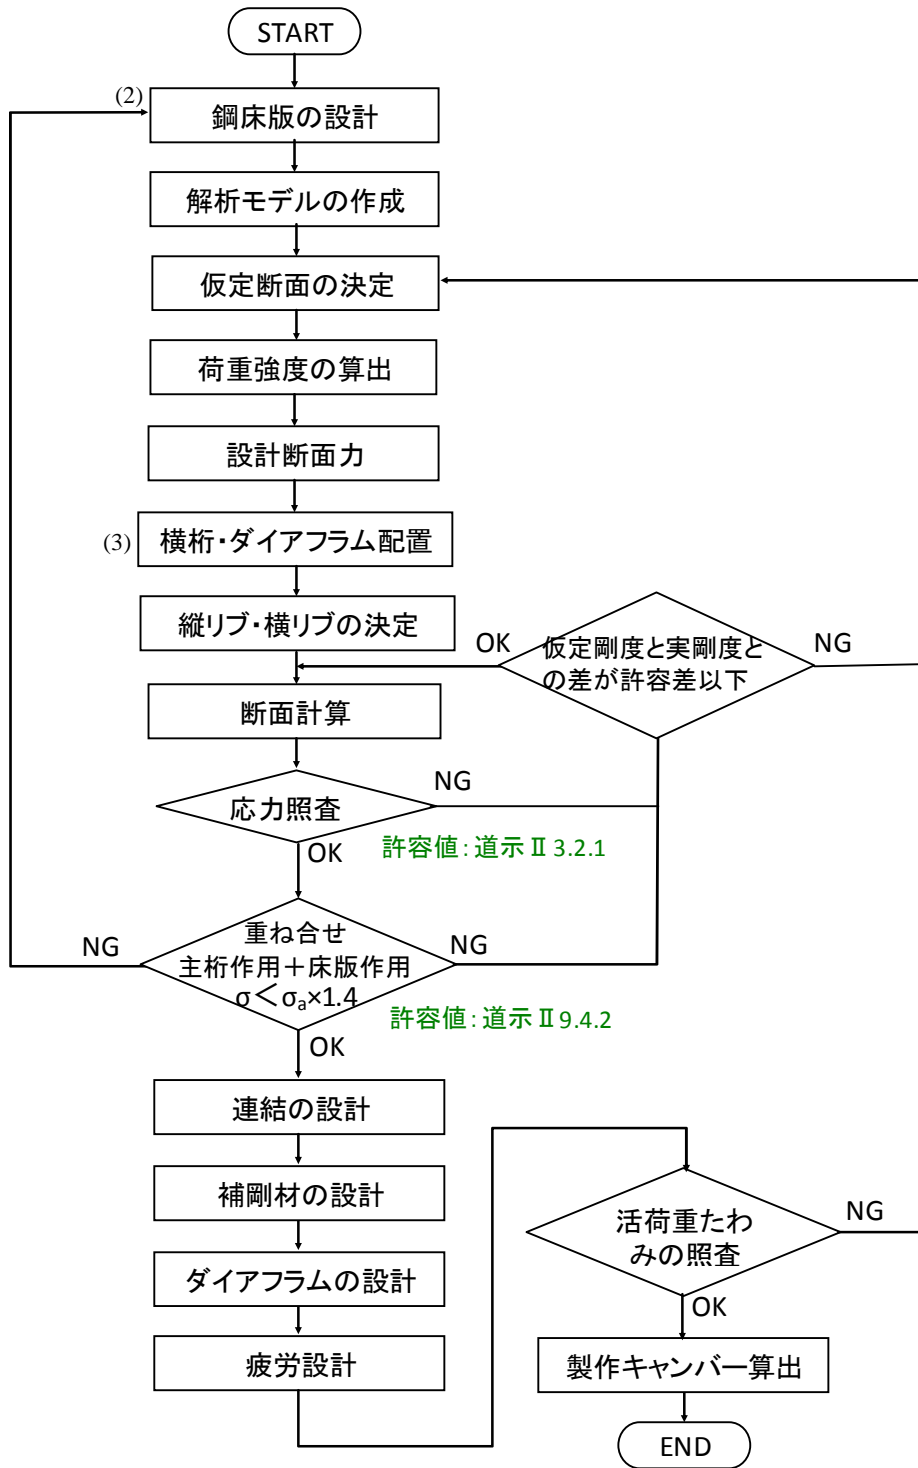 START
(2)
鋼床版の設計
解析モデルの作成
仮定断面の決定
荷重強度の算出
設計断面力
(3)
横桁・ダイアフラム配置
縦リブ・横リブの決定
OK
仮定剛度と実剛度と
の差が許容差以下
NG
断面計算
応力照査
NG
許容値:道示Ⅱ3.2.1
OK
NG
重ね合せ
主桁作用+床版作用
σ<σa×1.4
NG
許容値:道示Ⅱ9.4.2
OK
連結の設計
補剛材の設計
ダイアフラムの設計
疲労設計
活荷重たわ
みの照査
NG
OK
製作キャンバー算出
END